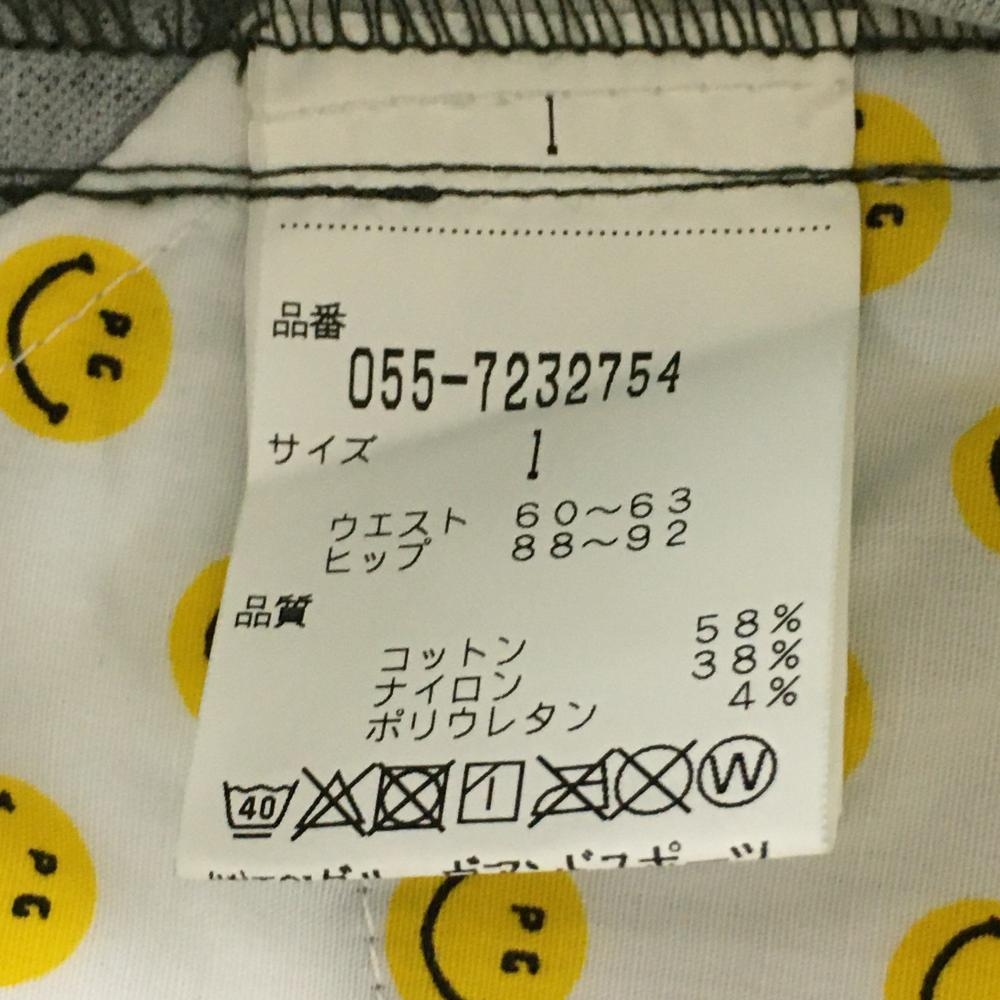 1
品番
055-7232754
サイズ 1
ウエスト 60～63
ヒップ 88～92
品質
コットン 58%
ナイロン 38%
ポリウレタン 4%
40 W
P C
P C
P C